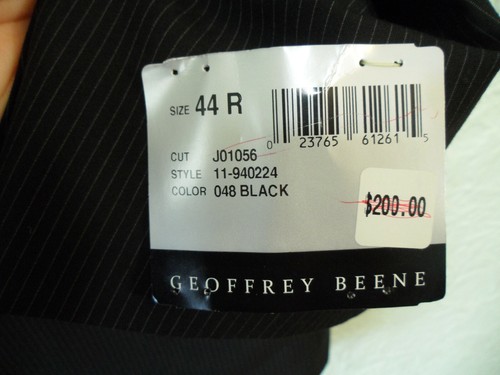 SIZE 44 R
0 23765 61261 5
CUT J01056
STYLE 11-940224
COLOR 048 BLACK
$200.00
GEOFFREY BEENE